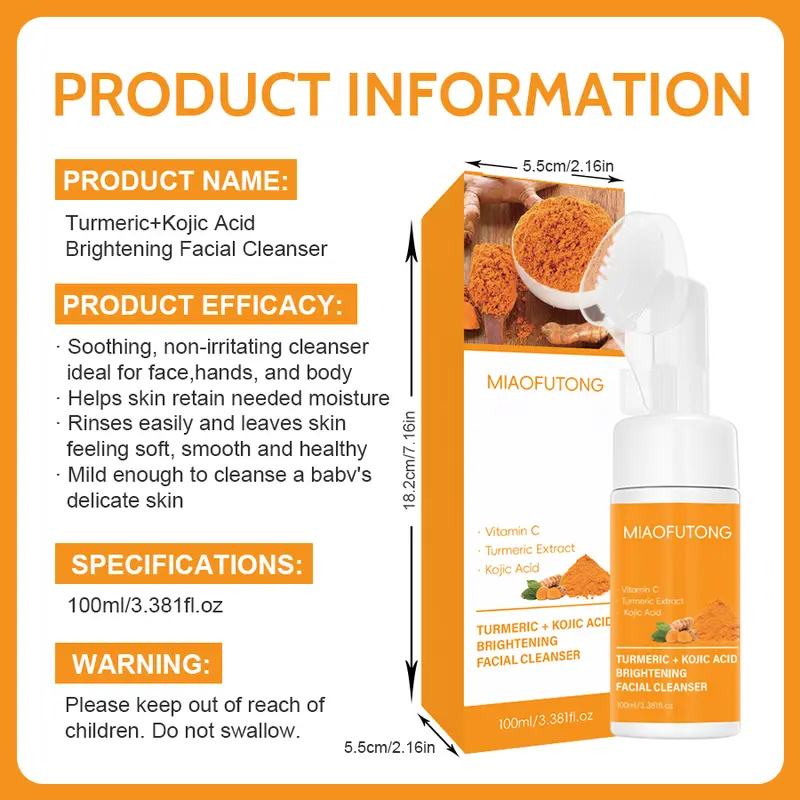 PRODUCT INFORMATION
PRODUCT NAME:
Turmeric+Kojic Acid
Brightening Facial Cleanser
PRODUCT EFFICACY:
· Soothing, non-irritating cleanser
ideal for face,hands, and body
· Helps skin retain needed moisture
· Rinses easily and leaves skin
feeling soft, smooth and healthy
· Mild enough to cleanse a babv's
delicate skin
SPECIFICATIONS:
100ml/3.381fl.oz
WARNING:
Please keep out of reach of
children. Do not swallow.
5.5cm/2.16in
18.2cm/7.16in
5.5cm/2.16in
MIAOFUTONG
· Vitamin C
· Turmeric Extract
· Kojic Acid
TURMERIC + KOJIC ACID
BRIGHTENING
FACIAL CLEANSER
100ml/3.381fl.oz
MIAOFUTONG
· Vitamin C
· Turmeric Extract
· Kojic Acid
TURMERIC + KOJIC ACID
BRIGHTENING
FACIAL CLEANSER
100ml/3.381fl.oz